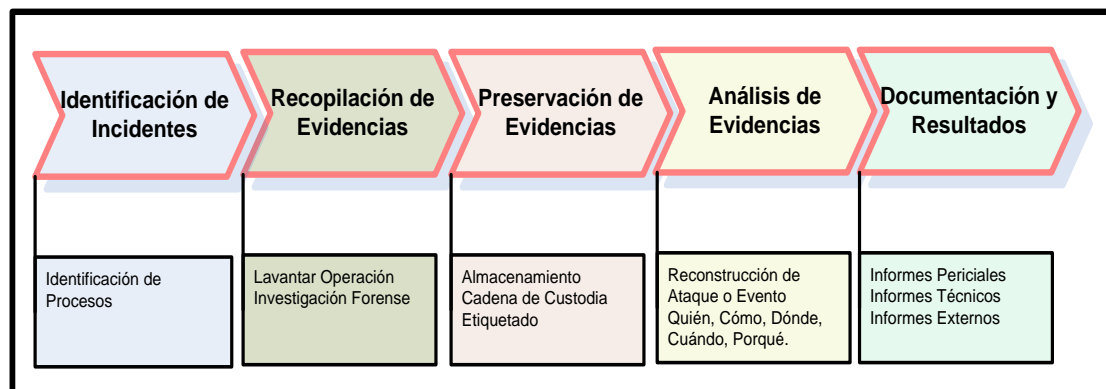 Identificación de
Incidentes
Recopilación de
Evidencias
Preservación de
Evidencias
Análisis de
Evidencias
Documentación y
Resultados
Identificación de
Procesos
Lavantar Operación
Investigación Forense
Almacenamiento
Cadena de Custodia
Etiquetado
Reconstrucción de
Ataque o Evento
Quién, Cómo, Dónde,
Cuándo, Porqué.
Informes Periciales
Informes Técnicos
Informes Externos